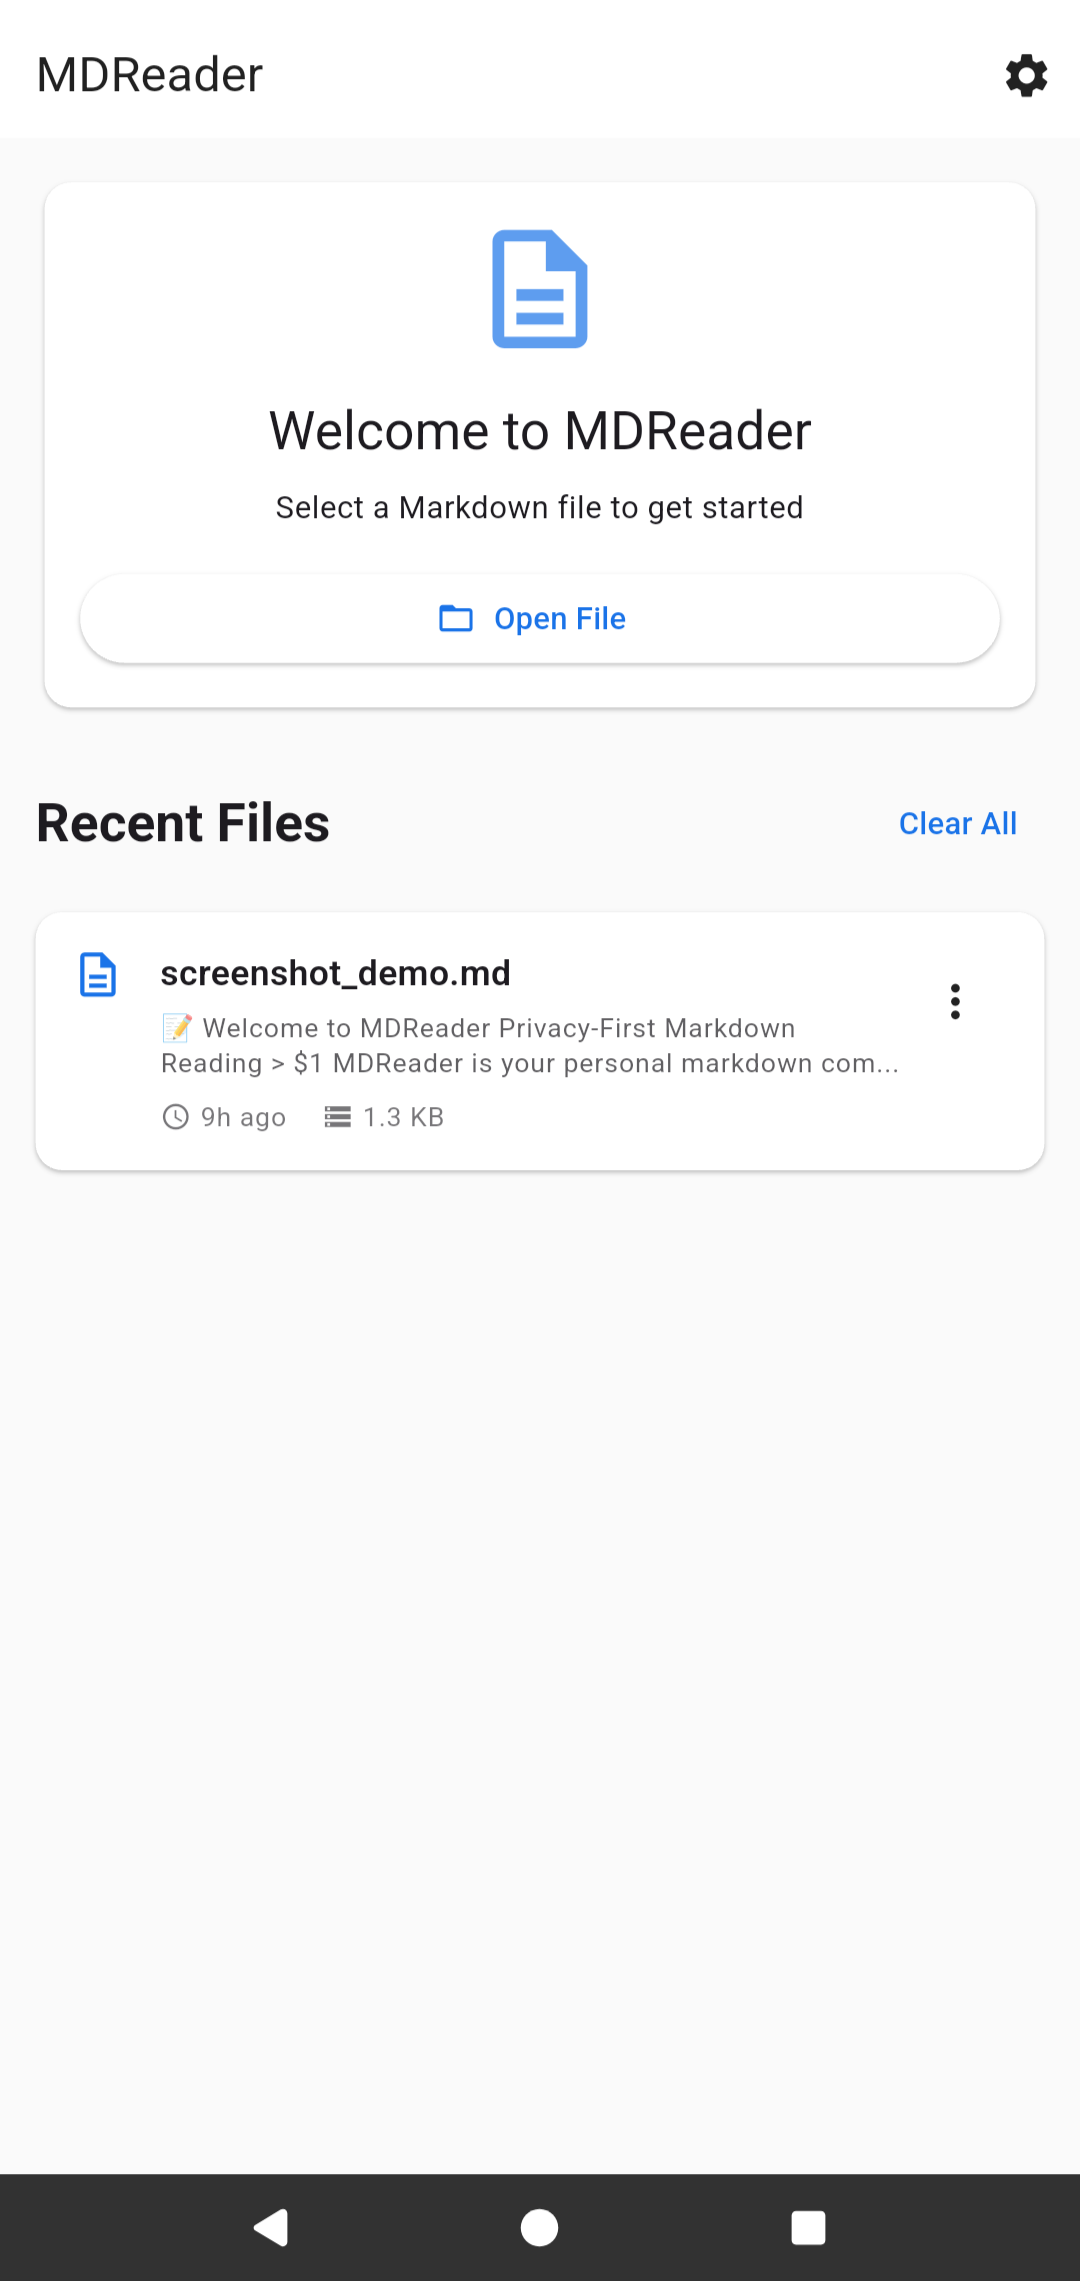 MDReader
Welcome to MDReader
Select a Markdown file to get started
Open File
Recent Files
Clear All
screenshot_demo.md
📝 Welcome to MDReader Privacy-First Markdown
Reading > $1 MDReader is your personal markdown com...
9h ago 1.3 KB